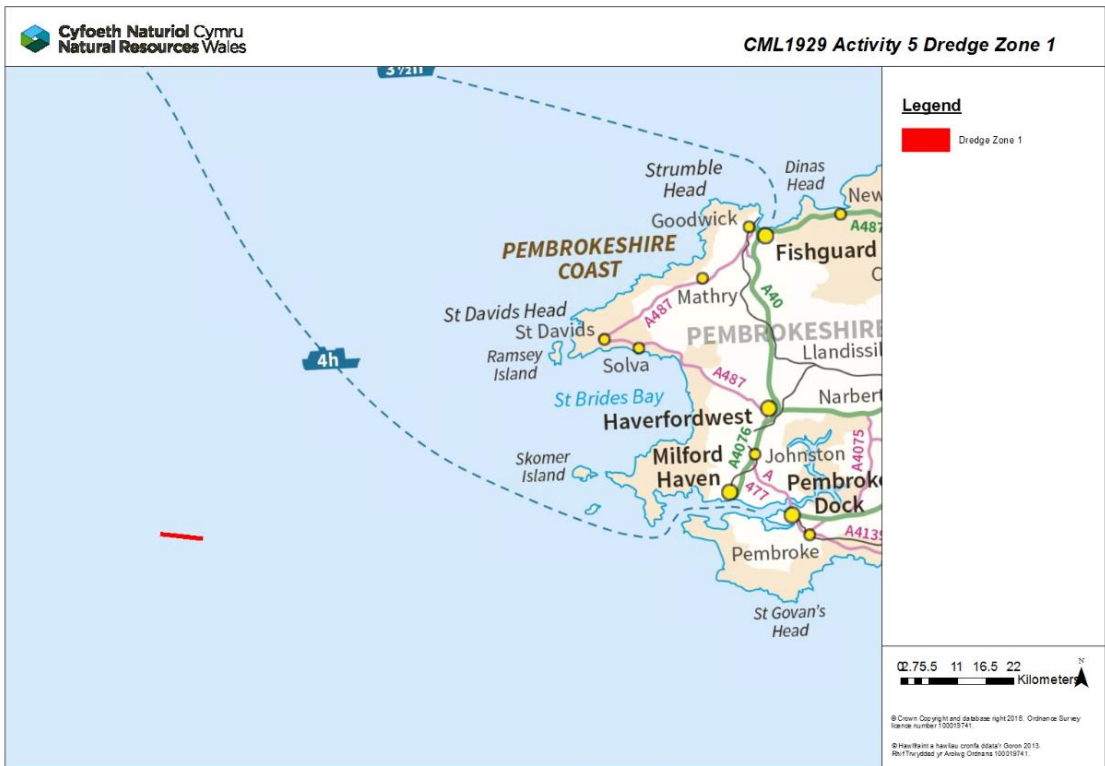 Cyfoeth Naturiol Cymru
Natural Resources Wales
CML1929 Activity 5 Dredge Zone 1
3½h
Legend
Dredge Zone 1
Strumble
Head
Dinas
Head
New
Goodwick
A487
Fishguard
PEMBROKESHIRE
COAST
Mathry
A40
St Davids Head
A487
St Davids
PEMBROKESHIRE
Ramsey
Island
Solva
Llandissil
4h
A487
St Brides Bay
Narbert
Haverfordwest
A4076
A4075
Milford
Haven
Johnston
Skomer
Island
A
477
Pembroke
Dock
A4139
Pembroke
St Govan's
Head
0 2.75 5.5 11 16.5 22
Kilometers
N
© Crown Copyright and database right 2018. Ordnance Survey
licence number 100019741.
© Hawlfraint a hawliau cronfa ddata'r Goron 2013.
Rhif Trwydded yr Arolwg Ordnans 100019741.